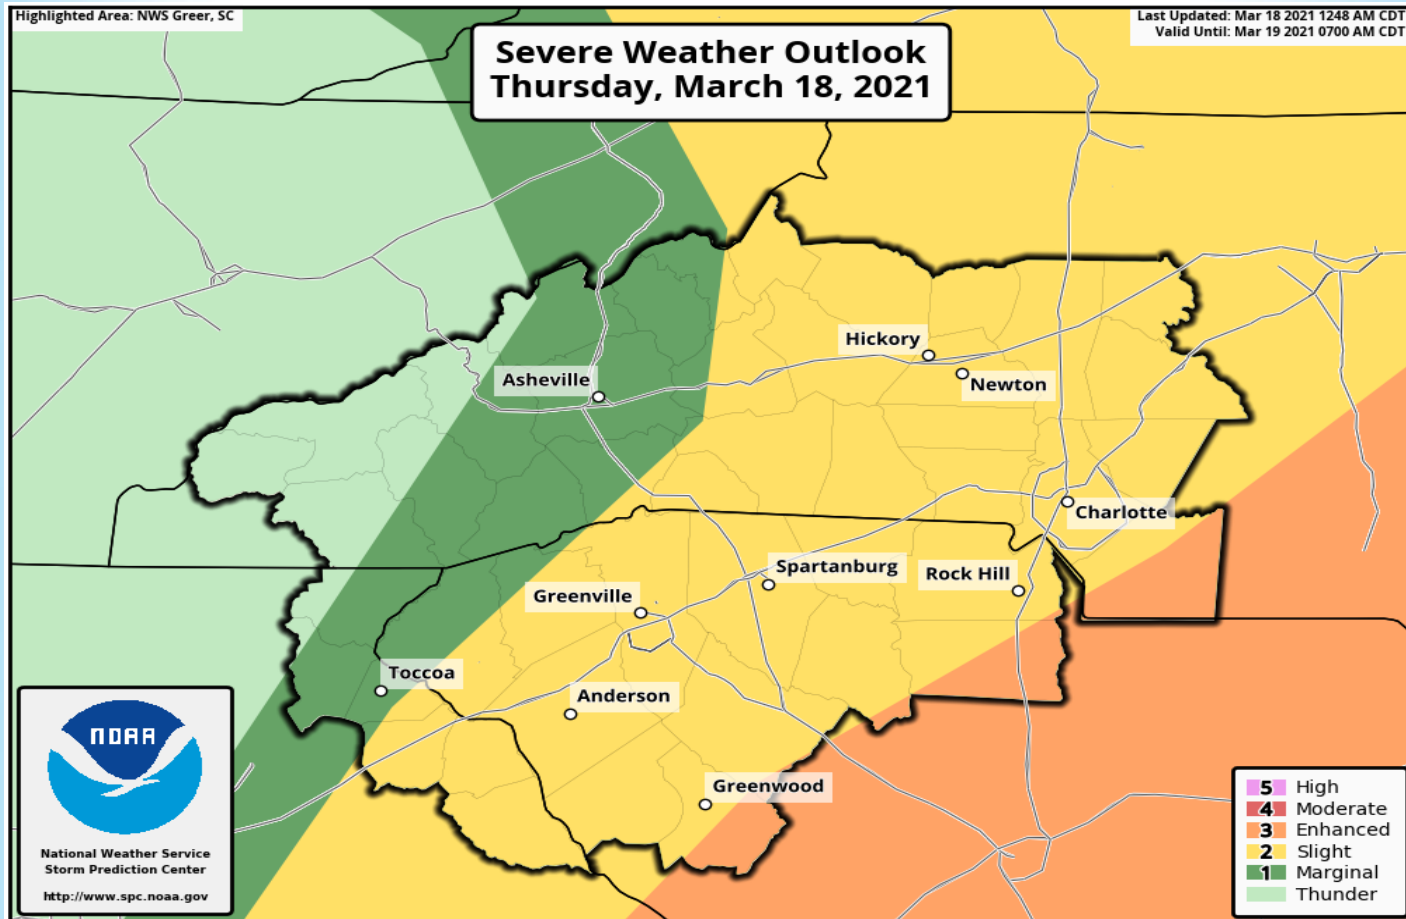 Highlighted Area: NWS Greer, SC
Last Updated: Mar 18 2021 1248 AM CDT
Valid Until: Mar 19 2021 0700 AM CDT
Severe Weather Outlook
Thursday, March 18, 2021
Hickory
Asheville
Newton
Charlotte
Spartanburg
Rock Hill
Greenville
Toccoa
Anderson
Greenwood
NOAA
National Weather Service
Storm Prediction Center
http://www.spc.noaa.gov
5 High
4 Moderate
3 Enhanced
2 Slight
1 Marginal
Thunder